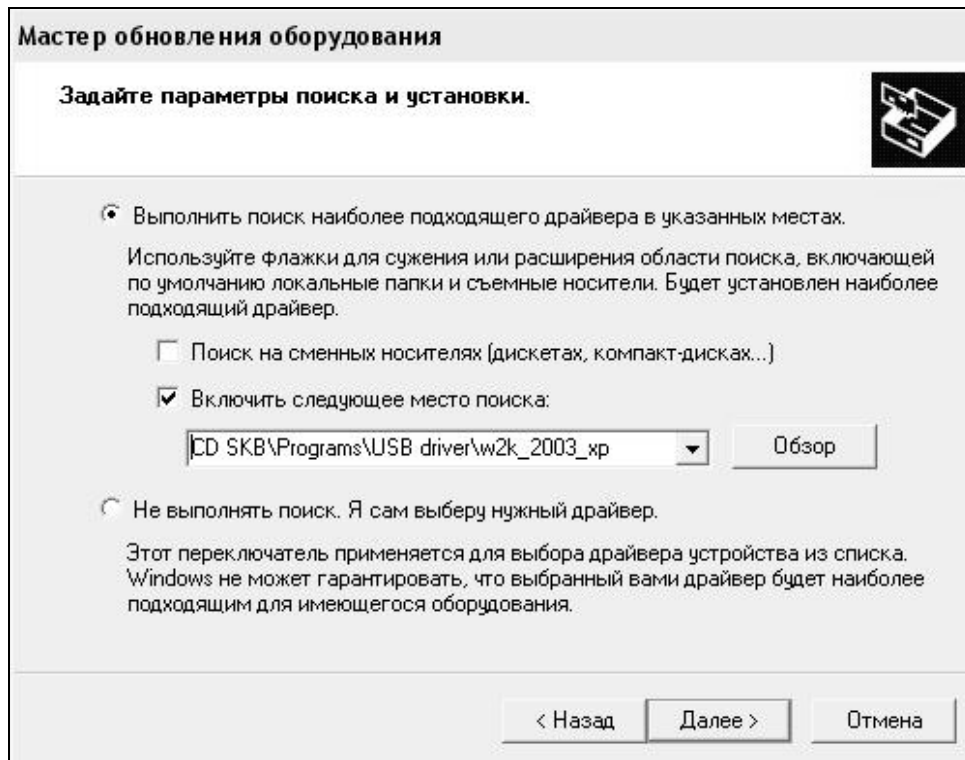 Мастер обновления оборудования
Задайте параметры поиска и установки.
Выполнить поиск наиболее подходящего драйвера в указанных местах.
Используйте флажки для сужения или расширения области поиска, включающей
по умолчанию локальные папки и съемные носители. Будет установлен наиболее
подходящий драйвер.
Поиск на сменных носителях (дискетах, компакт-дисках...)
Включить следующее место поиска:
CD SKB\Programs\USB driver\w2k_2003_xp
Обзор
Не выполнять поиск. Я сам выберу нужный драйвер.
Этот переключатель применяется для выбора драйвера устройства из списка.
Windows не может гарантировать, что выбранный вами драйвер будет наиболее
подходящим для имеющегося оборудования.
< Назад
Далее >
Отмена